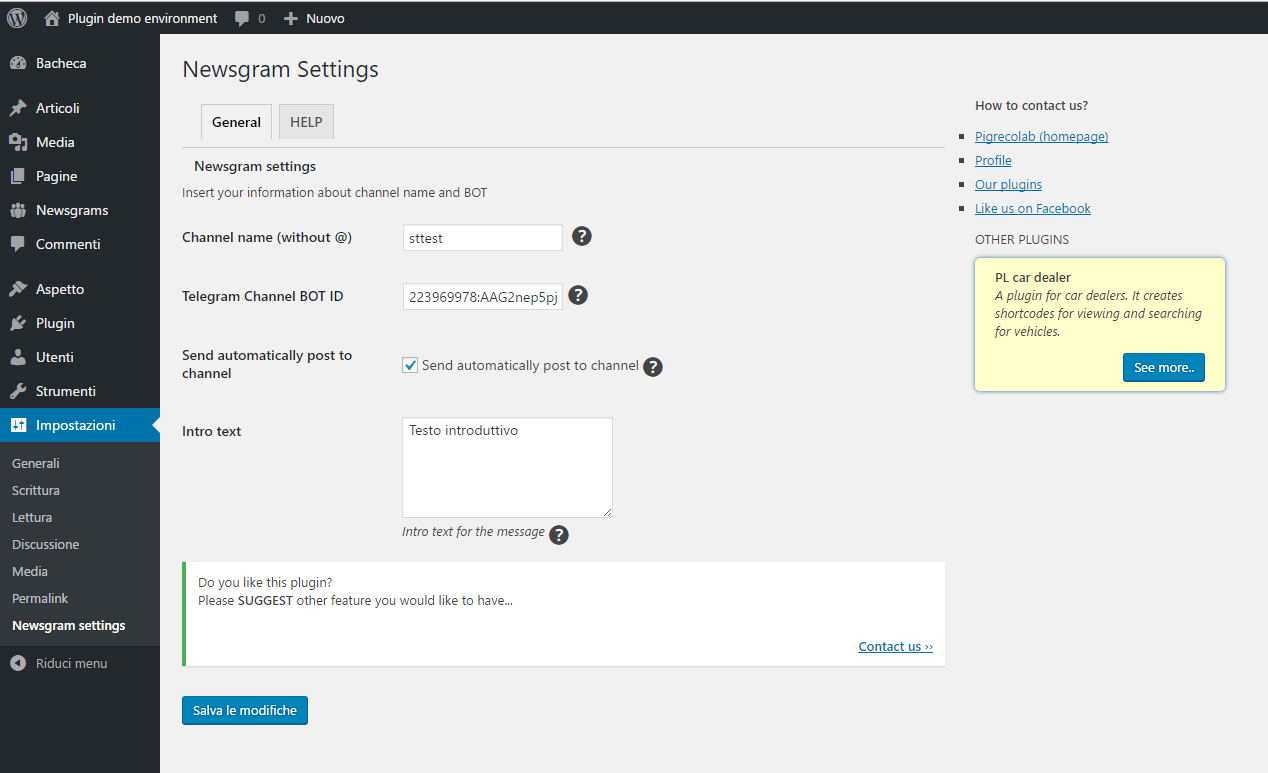 Plugin demo environment 0 Nuovo
Bacheca
Articoli
Media
Pagine
Newsgrams
Commenti
Aspetto
Plugin
Utenti
Strumenti
Impostazioni
Generali
Scrittura
Lettura
Discussione
Media
Permalink
Newsgram settings
Riduci menu
Newsgram Settings
General HELP
Newsgram settings
Insert your information about channel name and BOT
Channel name (without @) sttest ?
Telegram Channel BOT ID 223969978:AAG2nep5pj ?
Send automatically post to
channel
Send automatically post to channel ?
Intro text
Testo introduttivo
Intro text for the message ?
Do you like this plugin?
Please SUGGEST other feature you would like to have...
Contact us ››
Salva le modifiche
How to contact us?
Pigrecolab (homepage)
Profile
Our plugins
Like us on Facebook
OTHER PLUGINS
PL car dealer
A plugin for car dealers. It creates
shortcodes for viewing and searching
for vehicles.
See more..